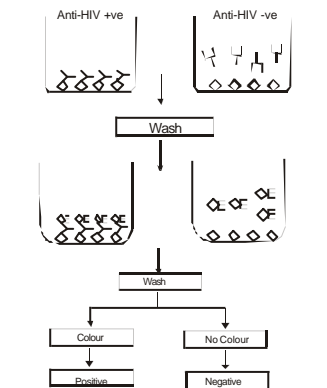 Anti-HIV +ve
Anti-HIV -ve
Wash
E E E E
E E E
E
Wash
Colour
No Colour
Positive
Negative